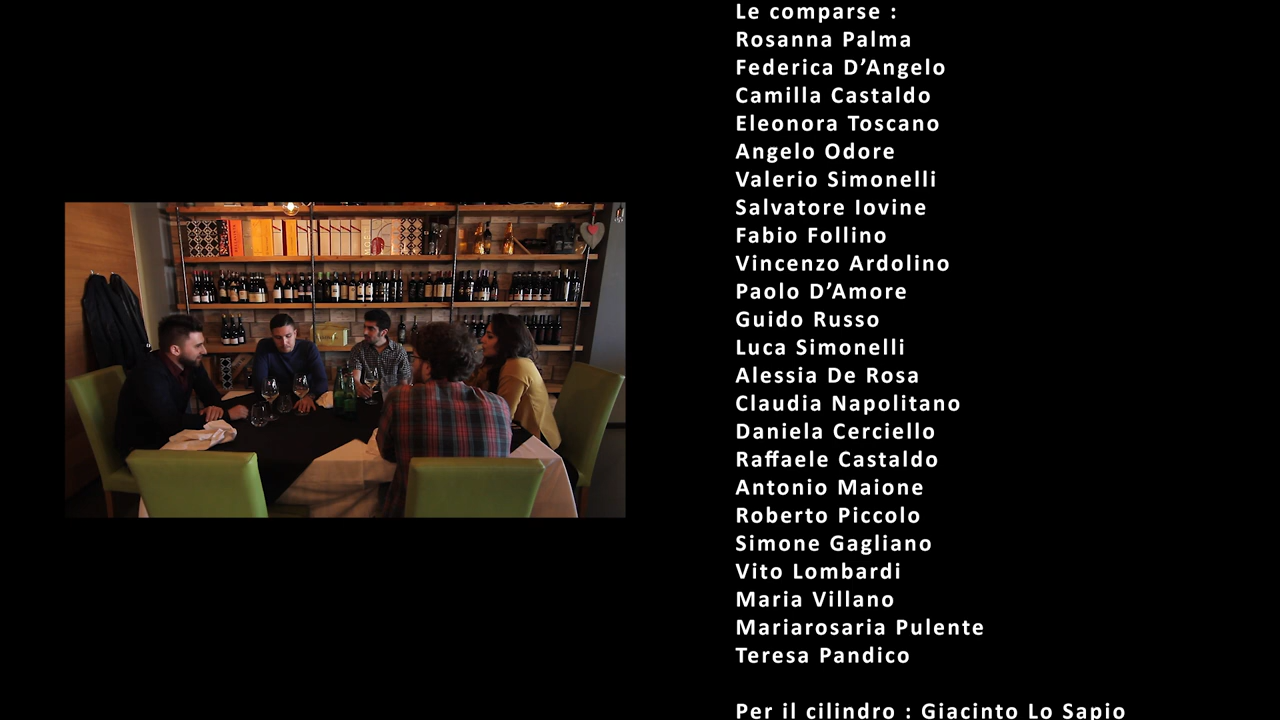 Le comparse :
Rosanna Palma
Federica D’Angelo
Camilla Castaldo
Eleonora Toscano
Angelo Odore
Valerio Simonelli
Salvatore Iovine
Fabio Follino
Vincenzo Ardolino
Paolo D’Amore
Guido Russo
Luca Simonelli
Alessia De Rosa
Claudia Napolitano
Daniela Cerciello
Raffaele Castaldo
Antonio Maione
Roberto Piccolo
Simone Gagliano
Vito Lombardi
Maria Villano
Mariarosaria Pulente
Teresa Pandico
Per il cilindro : Giacinto Lo Sapio